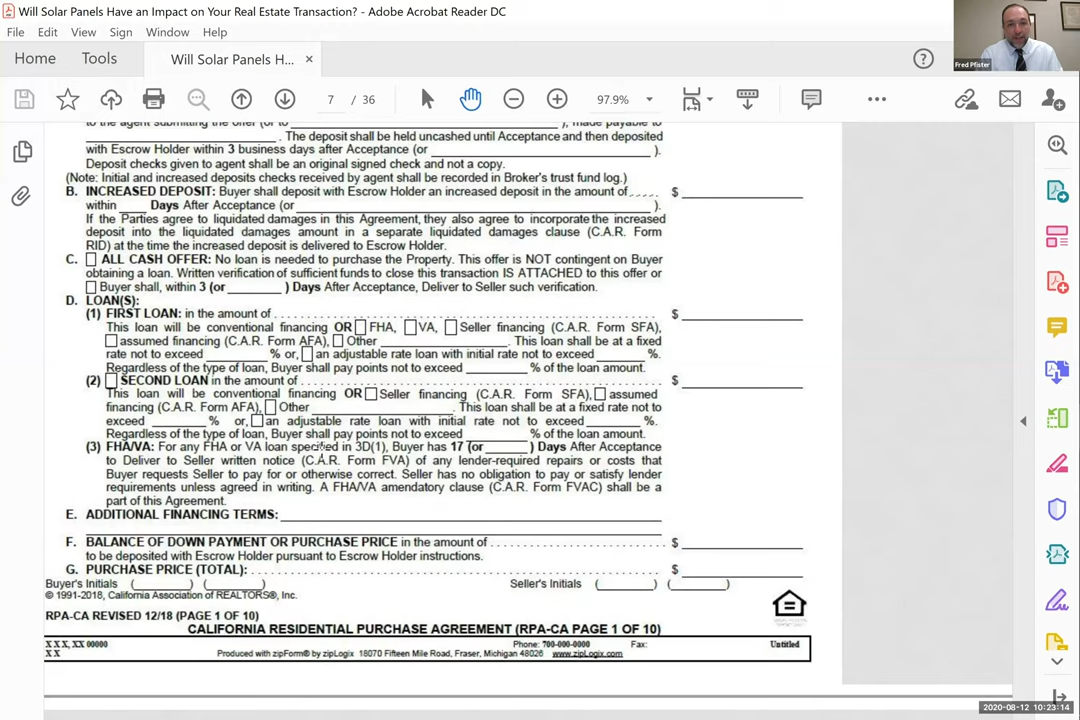 Will Solar Panels Have an Impact on Your Real Estate Transaction? - Adobe Acrobat Reader DC
File Edit View Sign Window Help
Home Tools Will Solar Panels H... ×
7 / 36 97.9%
Fred Pfister
to the agent submitting the offer (or to ), made payable to
. The deposit shall be held uncashed until Acceptance and then deposited
with Escrow Holder within 3 business days after Acceptance (or ).
Deposit checks given to agent shall be an original signed check and not a copy.
(Note: Initial and increased deposits checks received by agent shall be recorded in Broker's trust fund log.)
B. INCREASED DEPOSIT: Buyer shall deposit with Escrow Holder an increased deposit in the amount of . . . . . $
within Days After Acceptance (or ).
If the Parties agree to liquidated damages in this Agreement, they also agree to incorporate the increased
deposit into the liquidated damages amount in a separate liquidated damages clause (C.A.R. Form
RID) at the time the increased deposit is delivered to Escrow Holder.
C. ALL CASH OFFER: No loan is needed to purchase the Property. This offer is NOT contingent on Buyer
obtaining a loan. Written verification of sufficient funds to close this transaction IS ATTACHED to this offer or
Buyer shall, within 3 (or ) Days After Acceptance, Deliver to Seller such verification.
D. LOAN(S):
(1) FIRST LOAN: in the amount of . . . . . $
This loan will be conventional financing OR FHA, VA, Seller financing (C.A.R. Form SFA),
assumed financing (C.A.R. Form AFA), Other . This loan shall be at a fixed
rate not to exceed % or, an adjustable rate loan with initial rate not to exceed %.
Regardless of the type of loan, Buyer shall pay points not to exceed % of the loan amount.
(2) SECOND LOAN in the amount of . . . . . $
This loan will be conventional financing OR Seller financing (C.A.R. Form SFA), assumed
financing (C.A.R. Form AFA), Other . This loan shall be at a fixed rate not to
exceed % or, an adjustable rate loan with initial rate not to exceed %.
Regardless of the type of loan, Buyer shall pay points not to exceed % of the loan amount.
(3) FHA/VA: For any FHA or VA loan specified in 3D(1), Buyer has 17 (or ) Days After Acceptance
to Deliver to Seller written notice (C.A.R. Form FVA) of any lender-required repairs or costs that
Buyer requests Seller to pay for or otherwise correct. Seller has no obligation to pay or satisfy lender
requirements unless agreed in writing. A FHA/VA amendatory clause (C.A.R. Form FVAC) shall be a
part of this Agreement.
E. ADDITIONAL FINANCING TERMS:
F. BALANCE OF DOWN PAYMENT OR PURCHASE PRICE in the amount of . . . . . $
to be deposited with Escrow Holder pursuant to Escrow Holder instructions.
G. PURCHASE PRICE (TOTAL): . . . . . $
Buyer's Initials ( ) ( ) Seller's Initials ( ) ( )
© 1991-2018, California Association of REALTORS®, Inc.
RPA-CA REVISED 12/18 (PAGE 1 OF 10)
CALIFORNIA RESIDENTIAL PURCHASE AGREEMENT (RPA-CA PAGE 1 OF 10)
XXX, XX 00000 Phone: 700-000-0000 Fax: Untitled
XX Produced with zipForm® by zipLogix 18070 Fifteen Mile Road, Fraser, Michigan 48026 www.zipLogix.com
2020-08-12 10:23:14